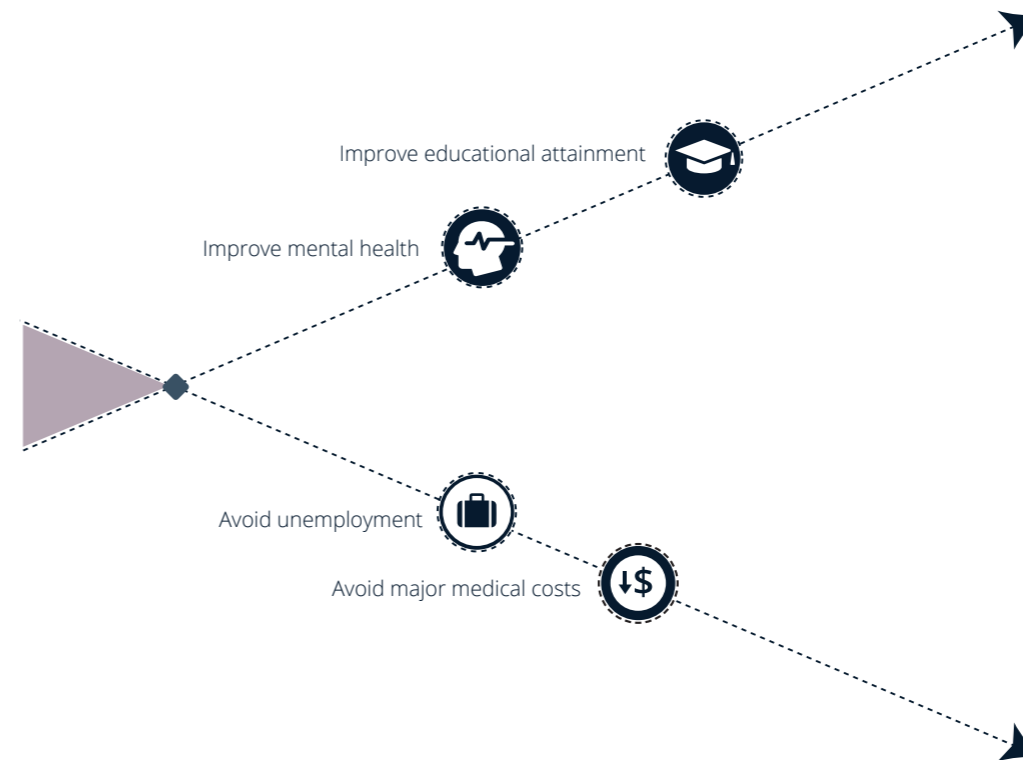 Improve educational attainment
Improve mental health
Avoid unemployment
Avoid major medical costs
$